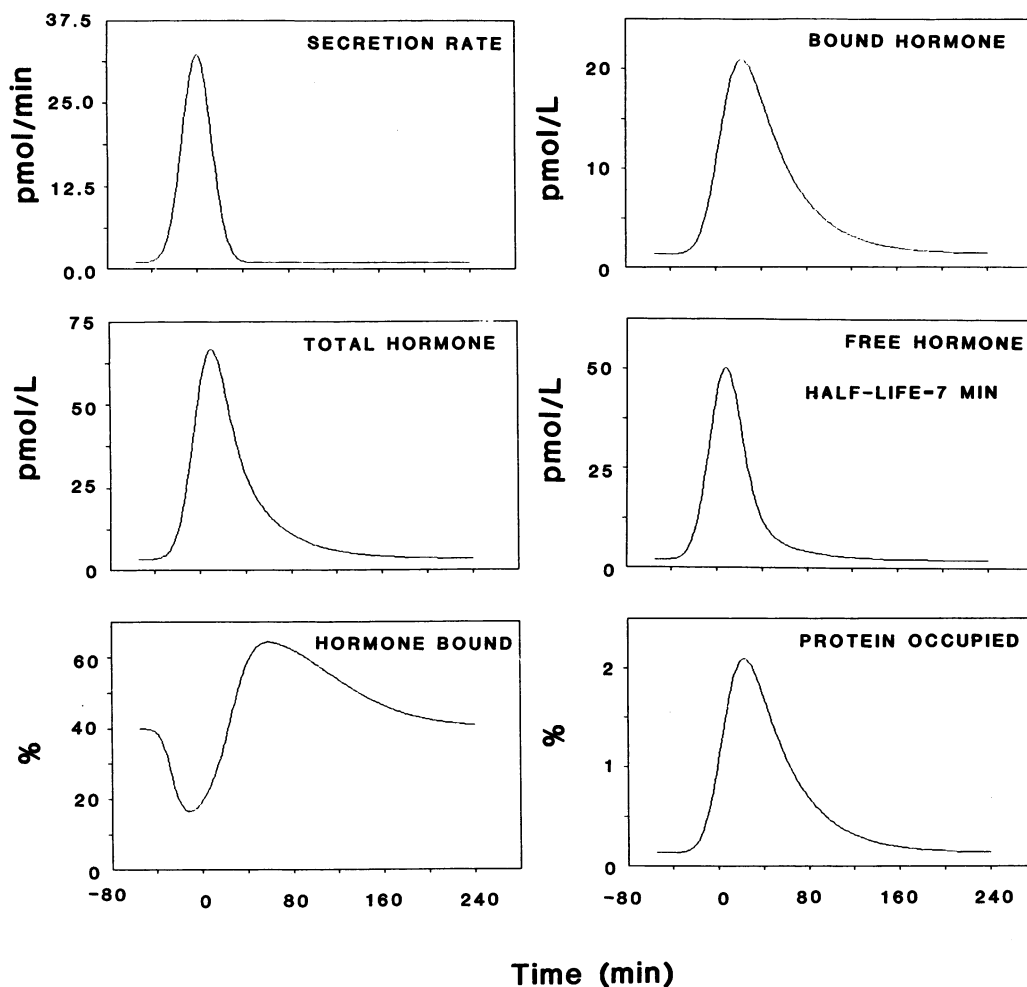 SECRETION RATE
pmol/min
37.5
25.0
12.5
0.0
BOUND HORMONE
pmol/L
20
10
0
TOTAL HORMONE
pmol/L
75
50
25
0
FREE HORMONE
HALF-LIFE-7 MIN
pmol/L
50
25
0
HORMONE BOUND
%
60
40
20
0
-80 0 80 160 240
PROTEIN OCCUPIED
%
2
1
0
-80 0 80 160 240
Time (min)